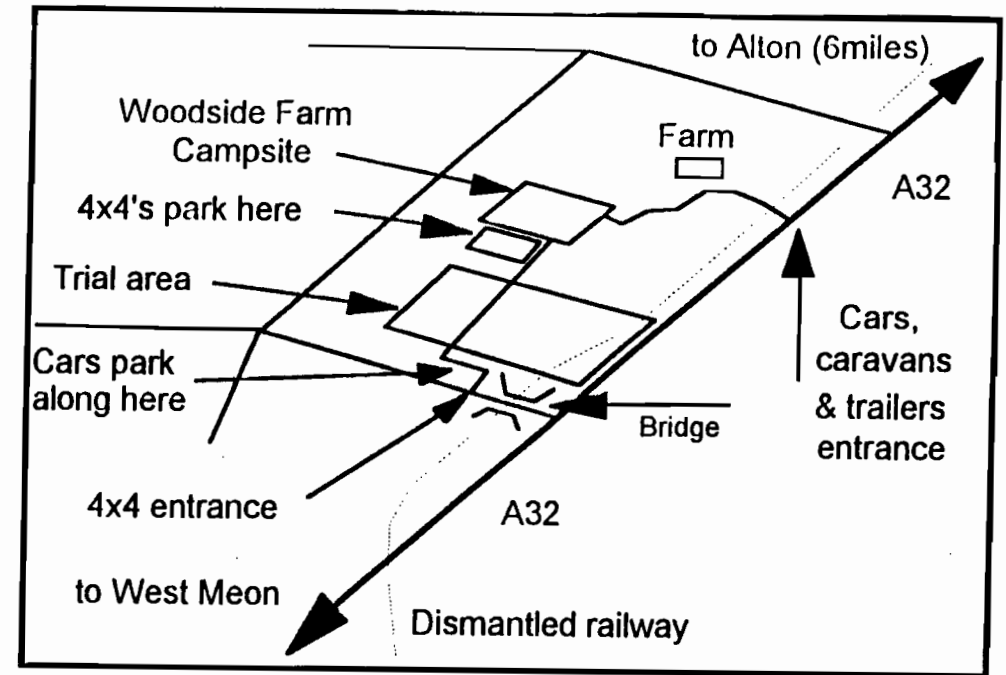 to Alton (6miles)
Woodside Farm
Campsite
Farm
A32
4x4's park here
Trial area
Cars,
caravans
& trailers
entrance
Cars park
along here
Bridge
4x4 entrance
A32
to West Meon
Dismantled railway